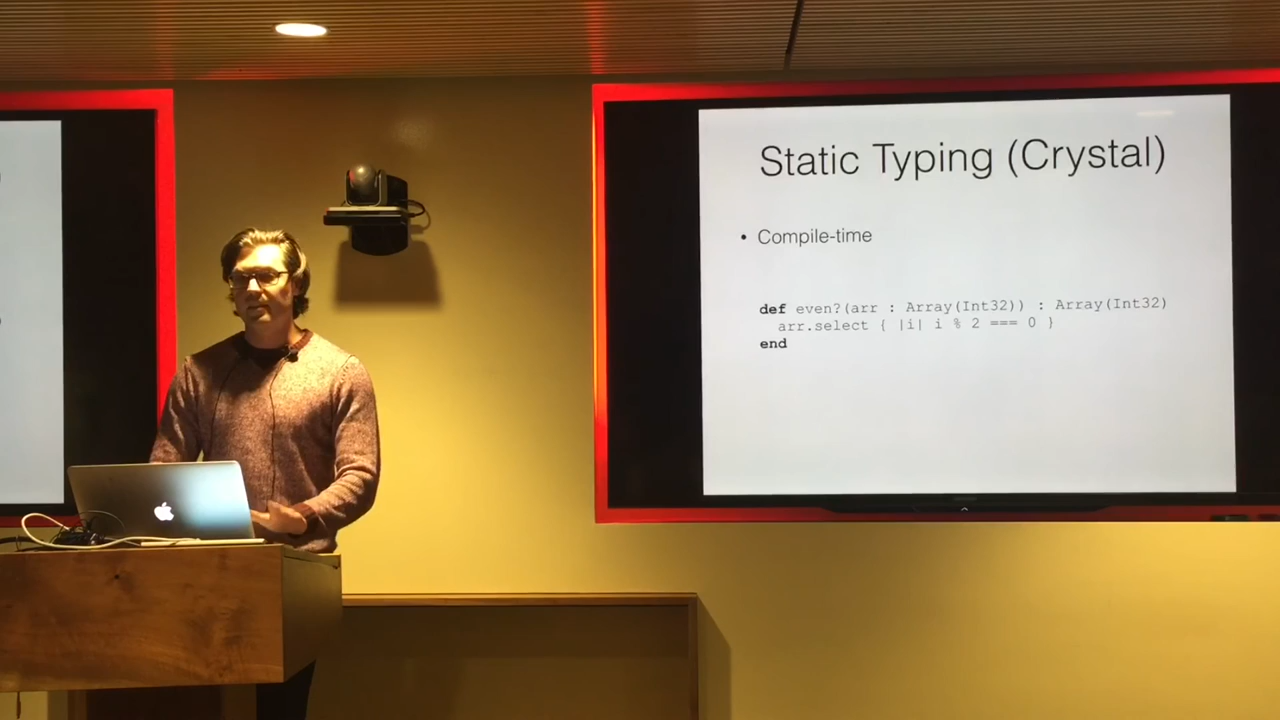 Static Typing (Crystal)
• Compile-time
def even?(arr : Array(Int32)) : Array(Int32)
arr.select { |i| i % 2 === 0 }
end